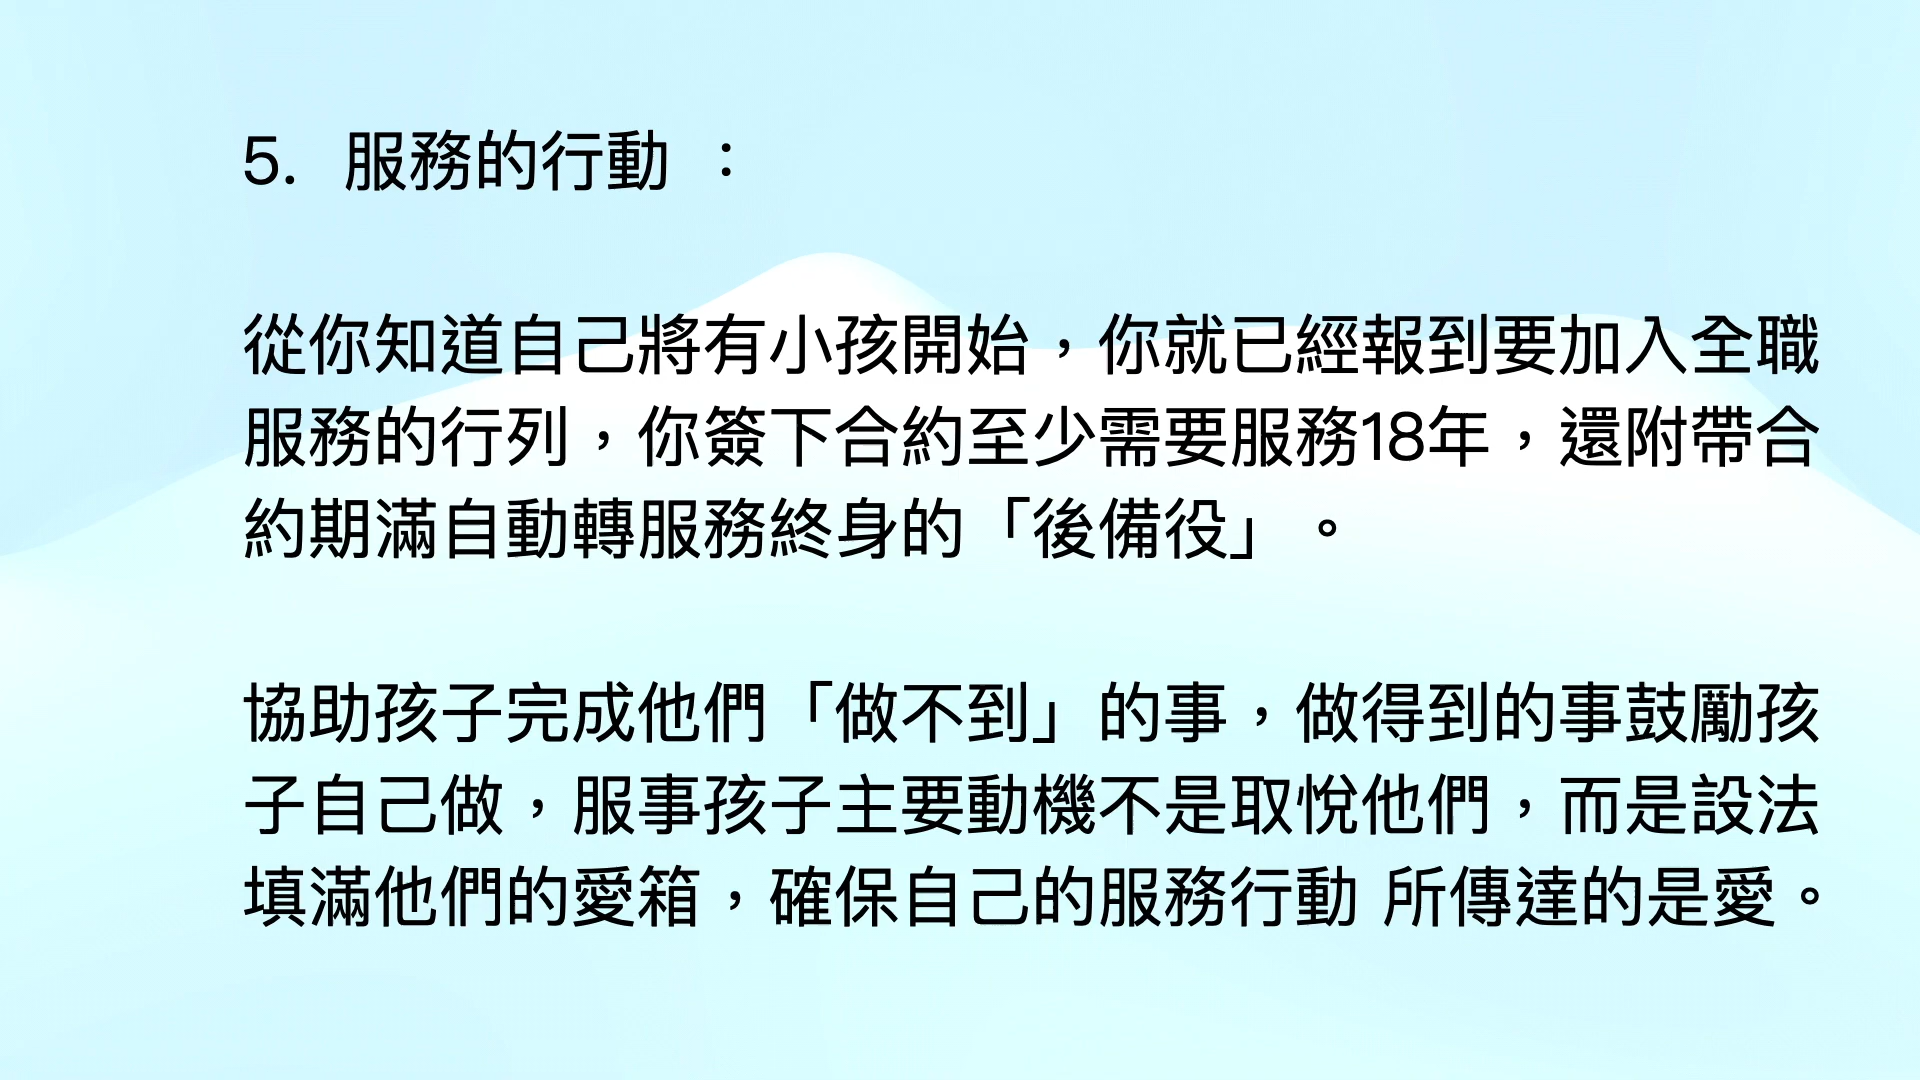 5. 服務的行動 ：
從你知道自己將有小孩開始，你就已經報到要加入全職
服務的行列，你簽下合約至少需要服務18年，還附帶合
約期滿自動轉服務終身的「後備役」。
協助孩子完成他們「做不到」的事，做得到的事鼓勵孩
子自己做，服事孩子主要動機不是取悅他們，而是設法
填滿他們的愛箱，確保自己的服務行動 所傳達的是愛。